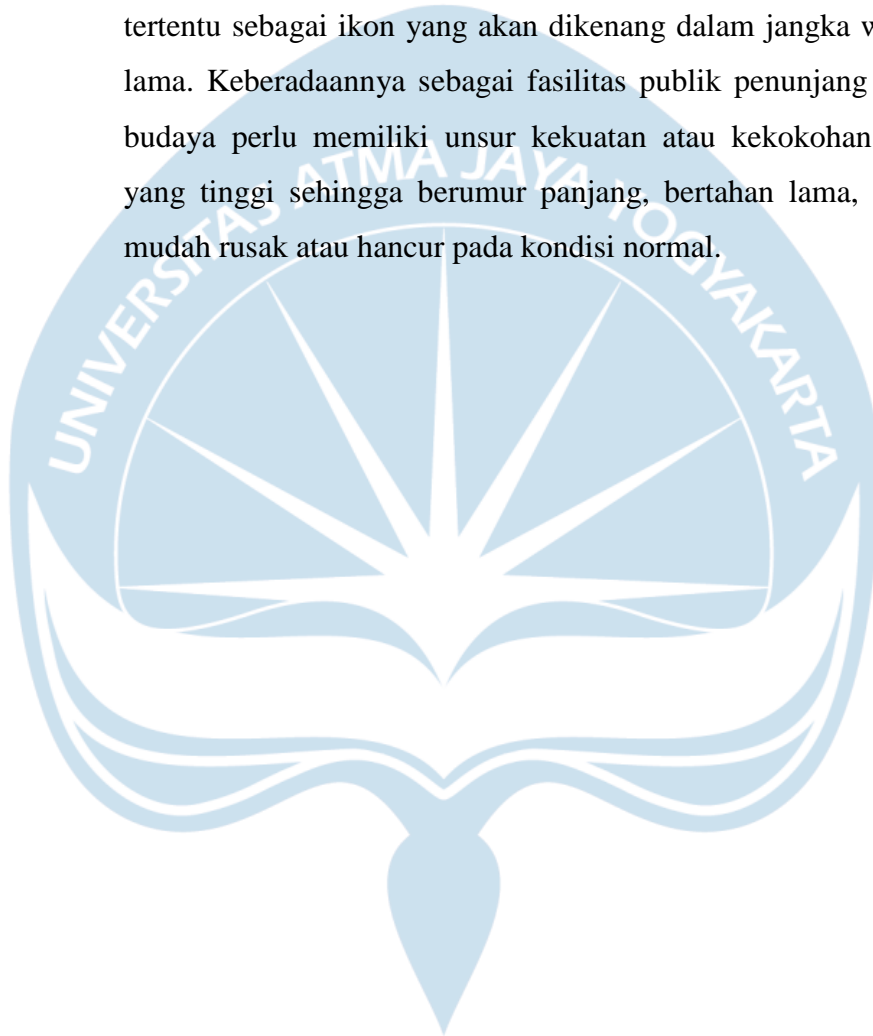 tertentu sebagai ikon yang akan dikenang dalam jangka
lama. Keberadaannya sebagai fasilitas publik penunjang
budaya perlu memiliki unsur kekuatan atau kekokohan
yang tinggi sehingga berumur panjang, bertahan lama,
mudah rusak atau hancur pada kondisi normal.
UNIVERSITAS ATMA JAYA YOGYAKARTA